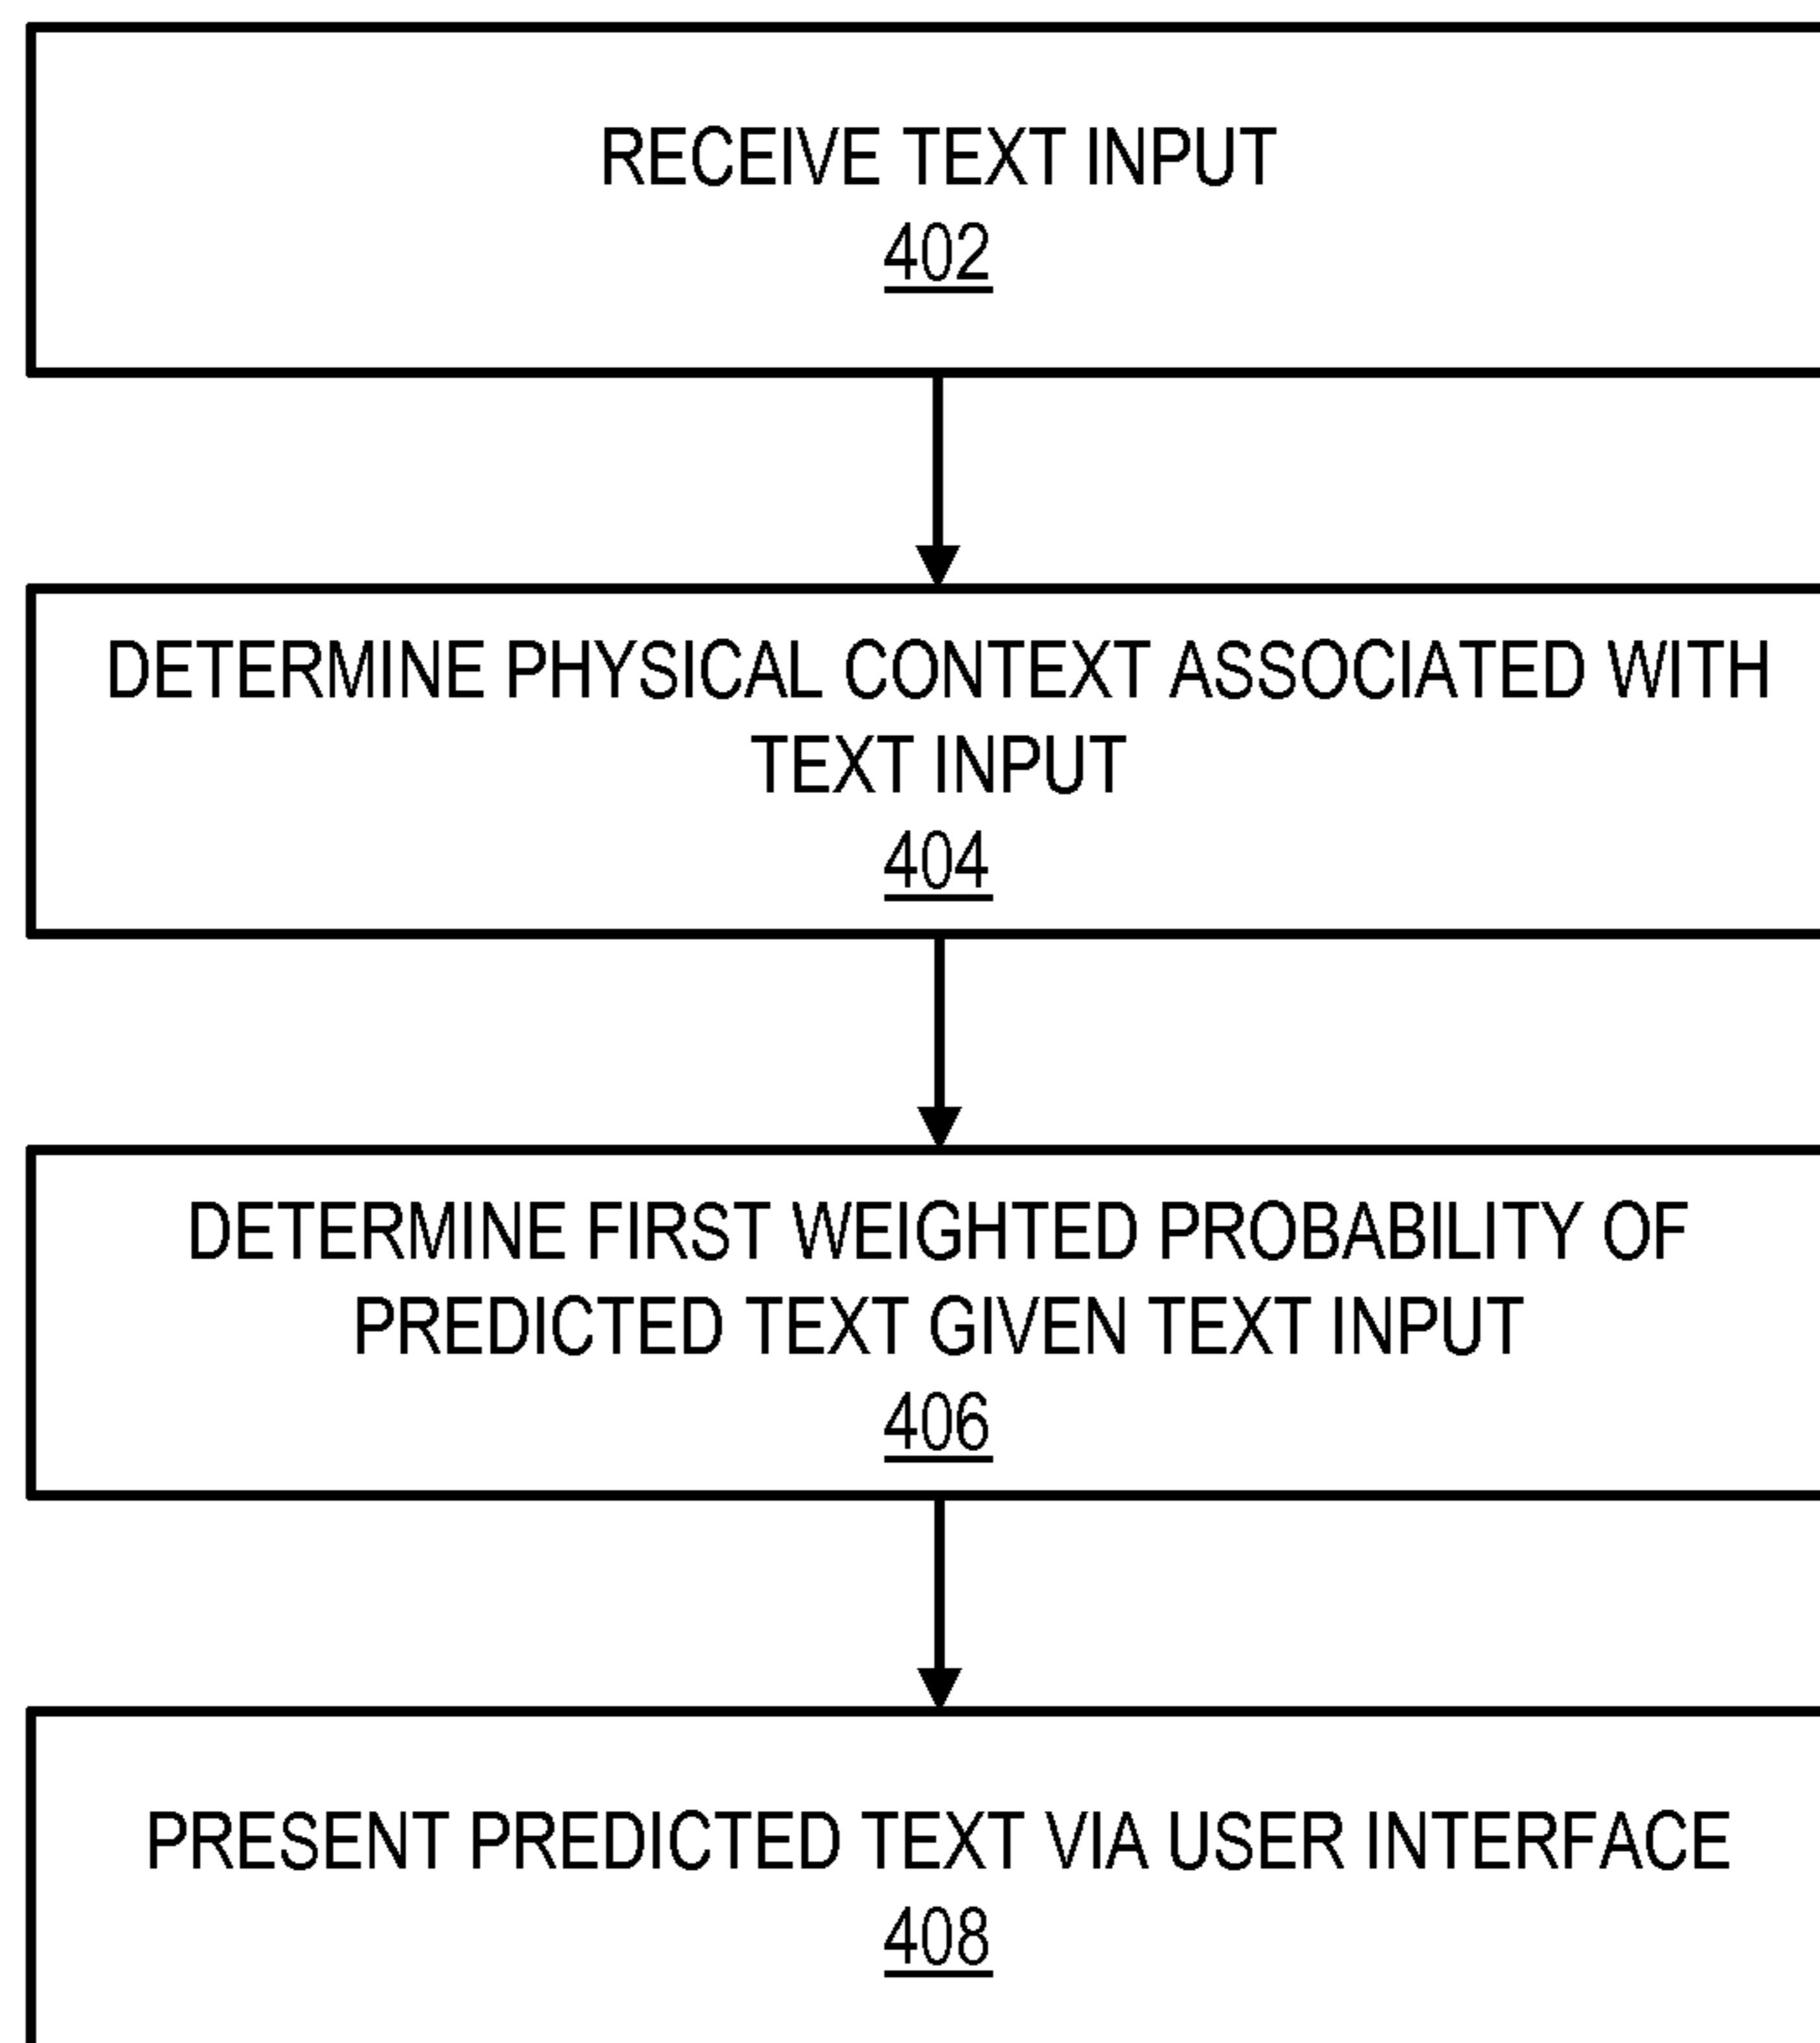 RECEIVE TEXT INPUT
402
DETERMINE PHYSICAL CONTEXT ASSOCIATED WITH
TEXT INPUT
404
DETERMINE FIRST WEIGHTED PROBABILITY OF
PREDICTED TEXT GIVEN TEXT INPUT
406
PRESENT PREDICTED TEXT VIA USER INTERFACE
408